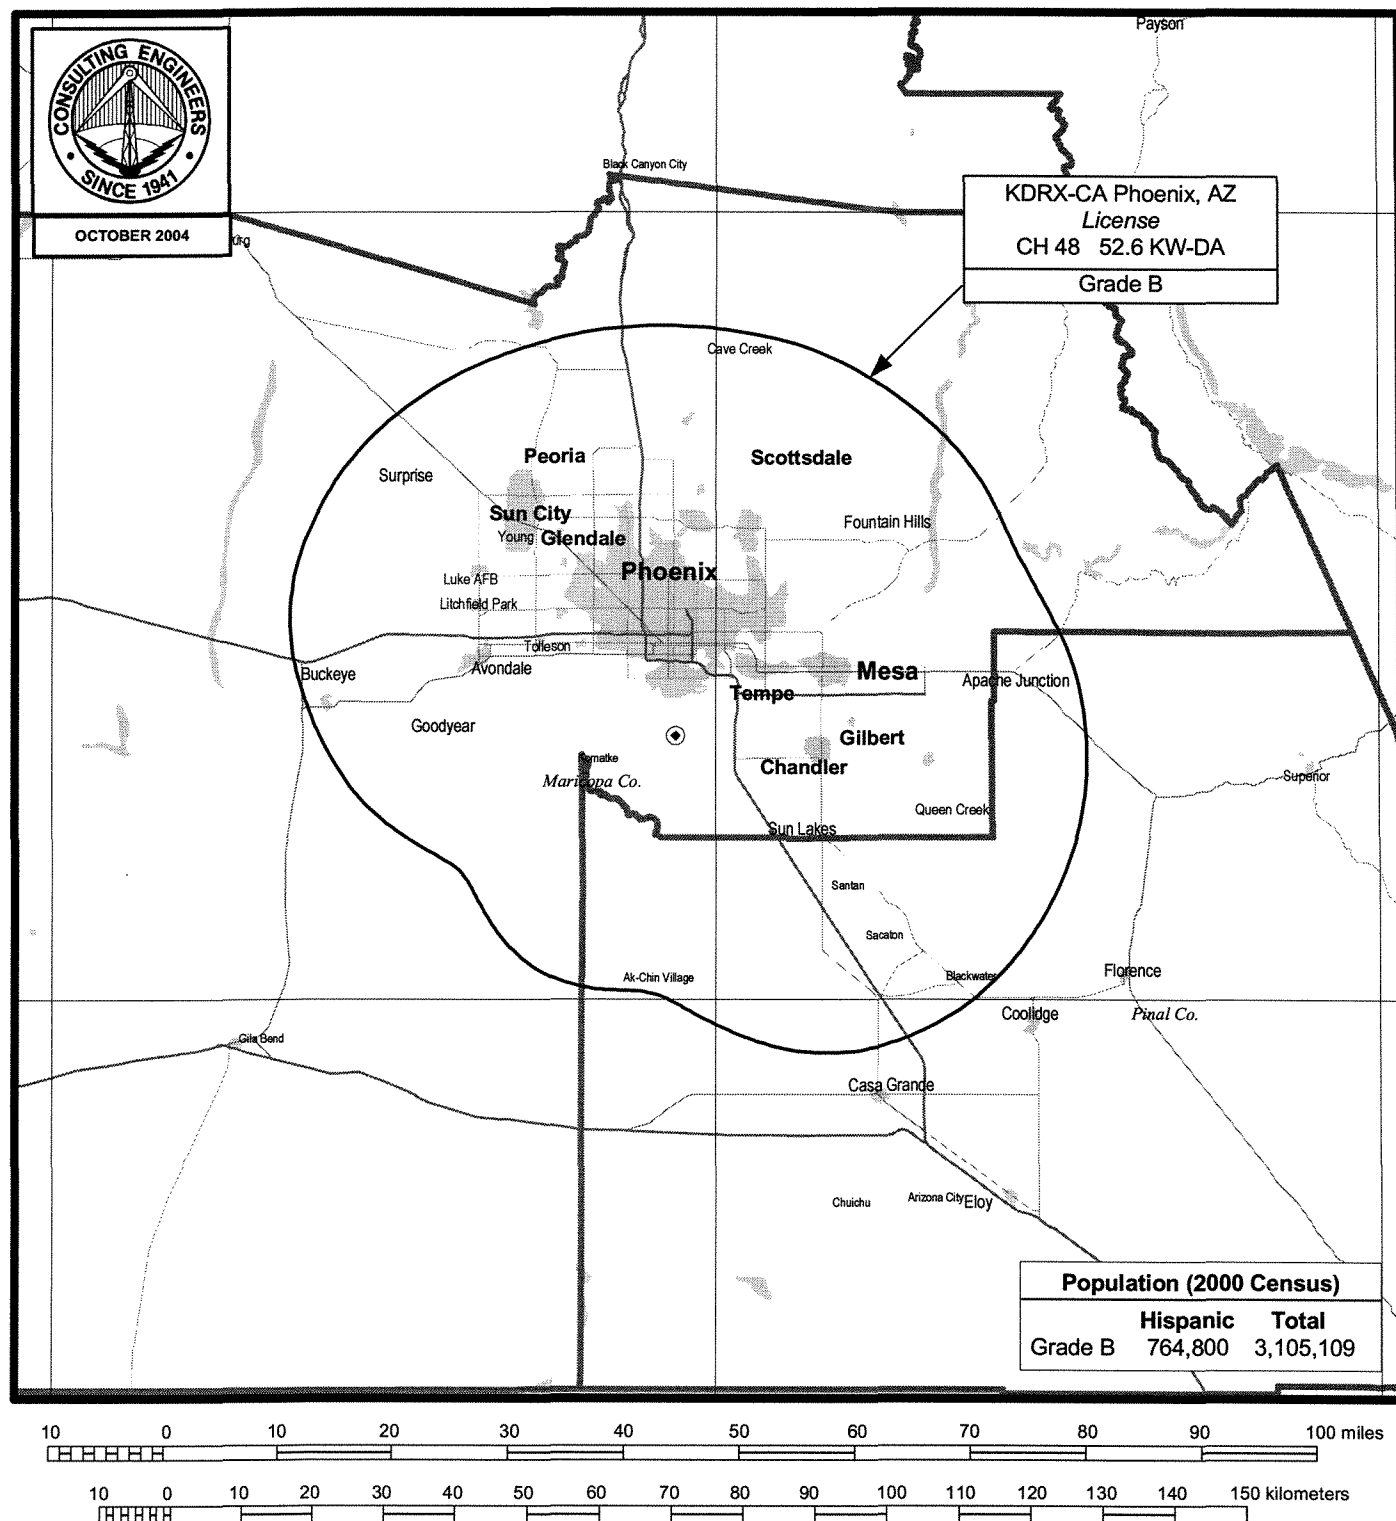 Payson
CONSULTING ENGINEERS
SINCE 1941
OCTOBER 2004
Black Canyon City
KDRX-CA Phoenix, AZ
License
CH 48 52.6 KW-DA
Grade B
Cave Creek
Peoria
Scottsdale
Surprise
Sun City
Fountain Hills
Young Glendale
Phoenix
Luke AFB
Litchfield Park
Tolleson
Avondale
Mesa
Buckeye
Apache Junction
Tempe
Goodyear
Gilbert
Komatke
Chandler
Maricopa Co.
Superior
Queen Creek
Sun Lakes
Santan
Sacaton
Ak-Chin Village
Blackwater
Florence
Coolidge
Pinal Co.
Gila Bend
Casa Grande
Chuichu
Arizona City
Eloy
Population (2000 Census)
Hispanic Total
Grade B 764,800 3,105,109
10 0 10 20 30 40 50 60 70 80 90 100 miles
10 0 10 20 30 40 50 60 70 80 90 100 110 120 130 140 150 kilometers